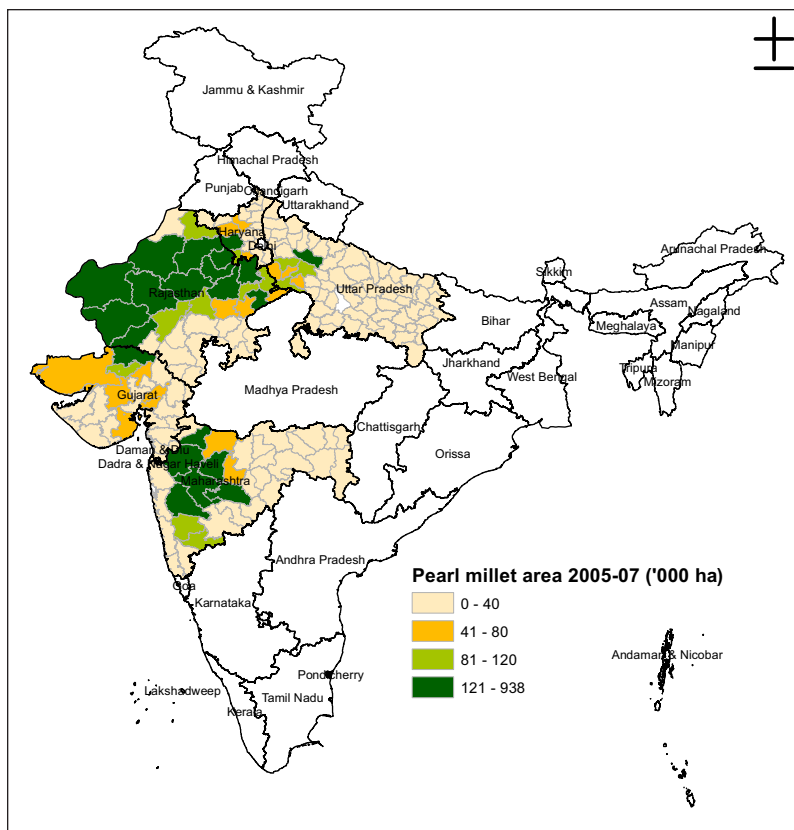 Jammu & Kashmir
Himachal Pradesh
Punjab
Chandigarh
Uttarakhand
Haryana
Delhi
Arunachal Pradesh
Sikkim
Uttar Pradesh
Rajasthan
Assam
Nagaland
Bihar
Meghalaya
Manipur
Jharkhand
Tripura
West Bengal
Mizoram
Madhya Pradesh
Gujarat
Chattisgarh
Daman & Diu
Orissa
Dadra & Nagar Haveli
Maharashtra
Andhra Pradesh
Pearl millet area 2005-07 ('000 ha)
0 - 40
41 - 80
81 - 120
121 - 938
Goa
Karnataka
Andaman & Nicobar
Pondicherry
Lakshadweep
Tamil Nadu
Kerala